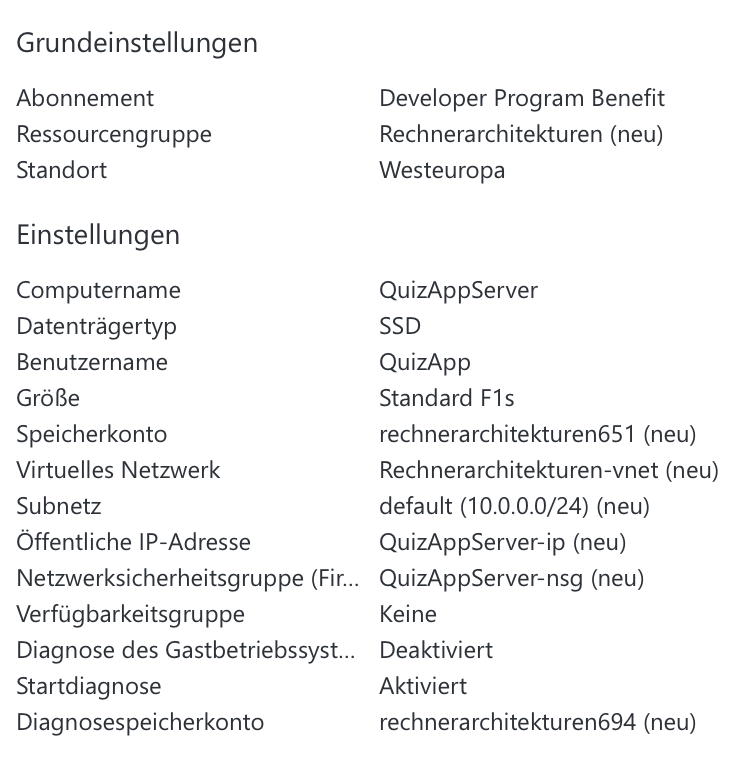 Grundeinstellungen
Abonnement Developer Program Benefit
Ressourcengruppe Rechnerarchitekturen (neu)
Standort Westeuropa
Einstellungen
Computername QuizAppServer
Datenträgertyp SSD
Benutzername QuizApp
Größe Standard F1s
Speicherkonto rechnerarchitekturen651 (neu)
Virtuelles Netzwerk Rechnerarchitekturen-vnet (neu)
Subnetz default (10.0.0.0/24) (neu)
Öffentliche IP-Adresse QuizAppServer-ip (neu)
Netzwerksicherheitsgruppe (Fir... QuizAppServer-nsg (neu)
Verfügbarkeitsgruppe Keine
Diagnose des Gastbetriebssyst... Deaktiviert
Startdiagnose Aktiviert
Diagnosespeicherkonto rechnerarchitekturen694 (neu)